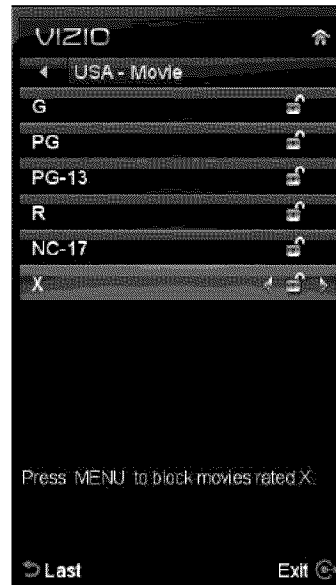 VIZIO
USA - Movie
G
PG
PG-13
R
NC-17
X
Press MENU to block movies rated X.
Last Exit